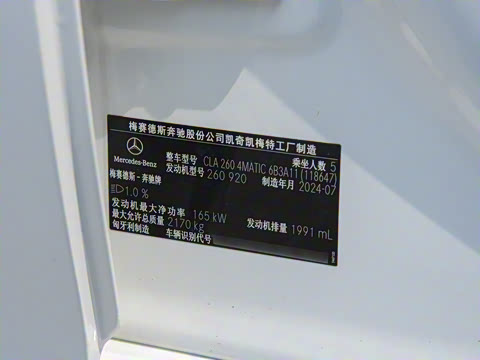 梅赛德斯奔驰股份公司凯奇凯梅特工厂制造
Mercedes-Benz
整车型号 CLA 260 4MATIC 6B3A11(118647) 乘坐人数 5
发动机型号 260 920 制造年月 2024-07
梅赛德斯-奔驰牌
1.0 %
发动机最大净功率 165 kW 发动机排量 1991 mL
最大允许总质量 2170 kg
匈牙利制造 车辆识别代号